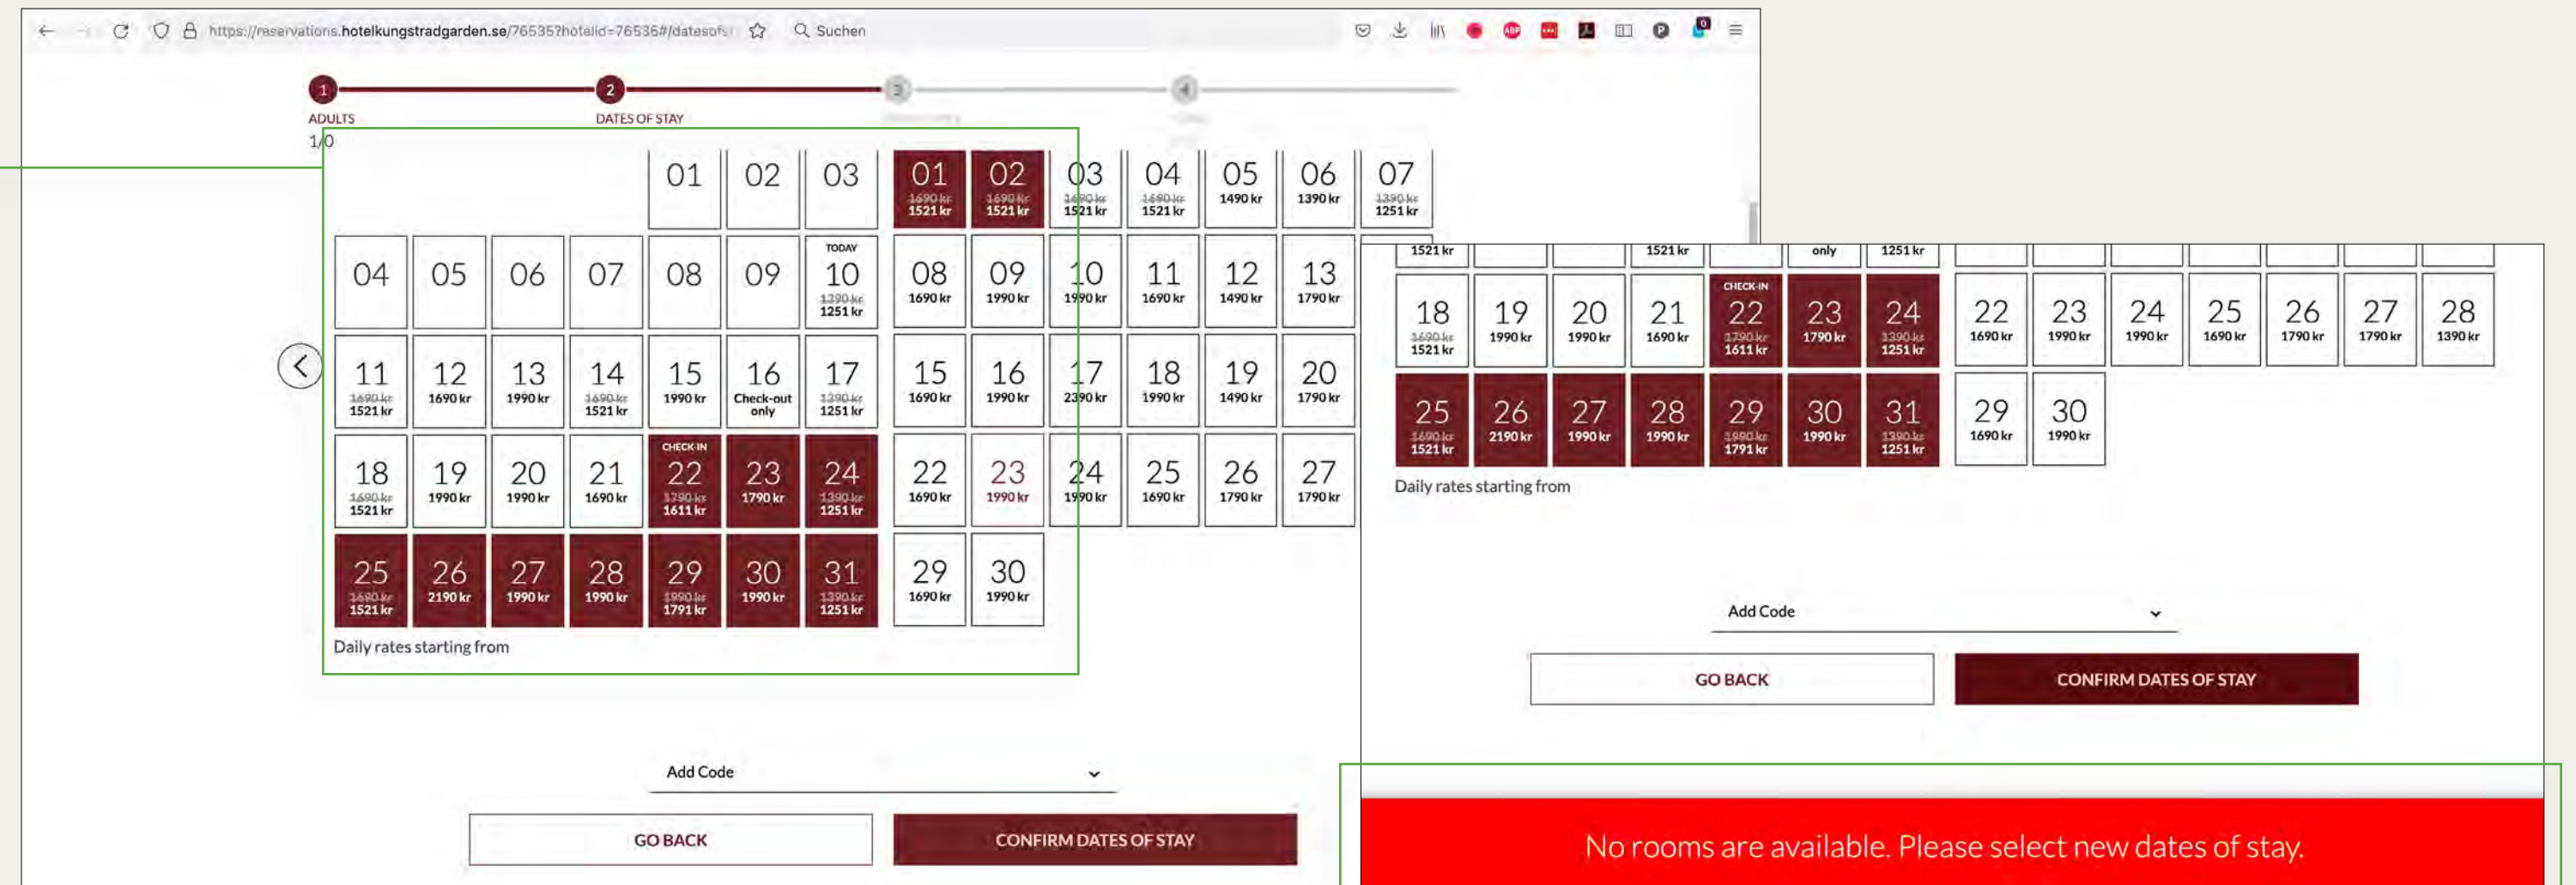 https://reservations.hotelkungstradgarden.se/76535?hotelid=76536#/datesofs
Suchen
ABP
P
0
1
2
3
4
ADULTS
DATES OF STAY
1/0
01 02 03
01 02 03 04 05 06 07
1690 kr 1690 kr 1690 kr 1690 kr 1490 kr 1390 kr 1390 kr
1521 kr 1521 kr 1521 kr 1521 kr 1251 kr
TODAY
04 05 06 07 08 09 10
1390 kr
1251 kr
08 09 10 11 12 13
1690 kr 1990 kr 1990 kr 1690 kr 1490 kr 1790 kr
11 12 13 14 15 16 17
1690 kr 1690 kr 1990 kr 1690 kr 1990 kr Check-out 1390 kr
1521 kr 1521 kr only 1251 kr
15 16 17 18 19 20
1690 kr 1990 kr 2390 kr 1990 kr 1490 kr 1790 kr
CHECK-IN
18 19 20 21 22 23 24
1690 kr 1990 kr 1990 kr 1690 kr 1790 kr 1790 kr 1390 kr
1521 kr 1611 kr 1251 kr
22 23 24 25 26 27
1690 kr 1990 kr 1990 kr 1690 kr 1790 kr 1790 kr
25 26 27 28 29 30 31
1690 kr 2190 kr 1990 kr 1990 kr 1990 kr 1990 kr 1390 kr
1521 kr 1791 kr 1251 kr
29 30
1690 kr 1990 kr
Daily rates starting from
Add Code
GO BACK
CONFIRM DATES OF STAY
1521 kr 1521 kr only 1251 kr
CHECK-IN
18 19 20 21 22 23 24
1690 kr 1990 kr 1990 kr 1690 kr 1790 kr 1790 kr 1390 kr
1521 kr 1611 kr 1251 kr
22 23 24 25 26 27 28
1690 kr 1990 kr 1990 kr 1690 kr 1790 kr 1790 kr 1390 kr
25 26 27 28 29 30 31
1690 kr 2190 kr 1990 kr 1990 kr 1990 kr 1990 kr 1390 kr
1521 kr 1791 kr 1251 kr
29 30
1690 kr 1990 kr
Daily rates starting from
Add Code
GO BACK
CONFIRM DATES OF STAY
No rooms are available. Please select new dates of stay.